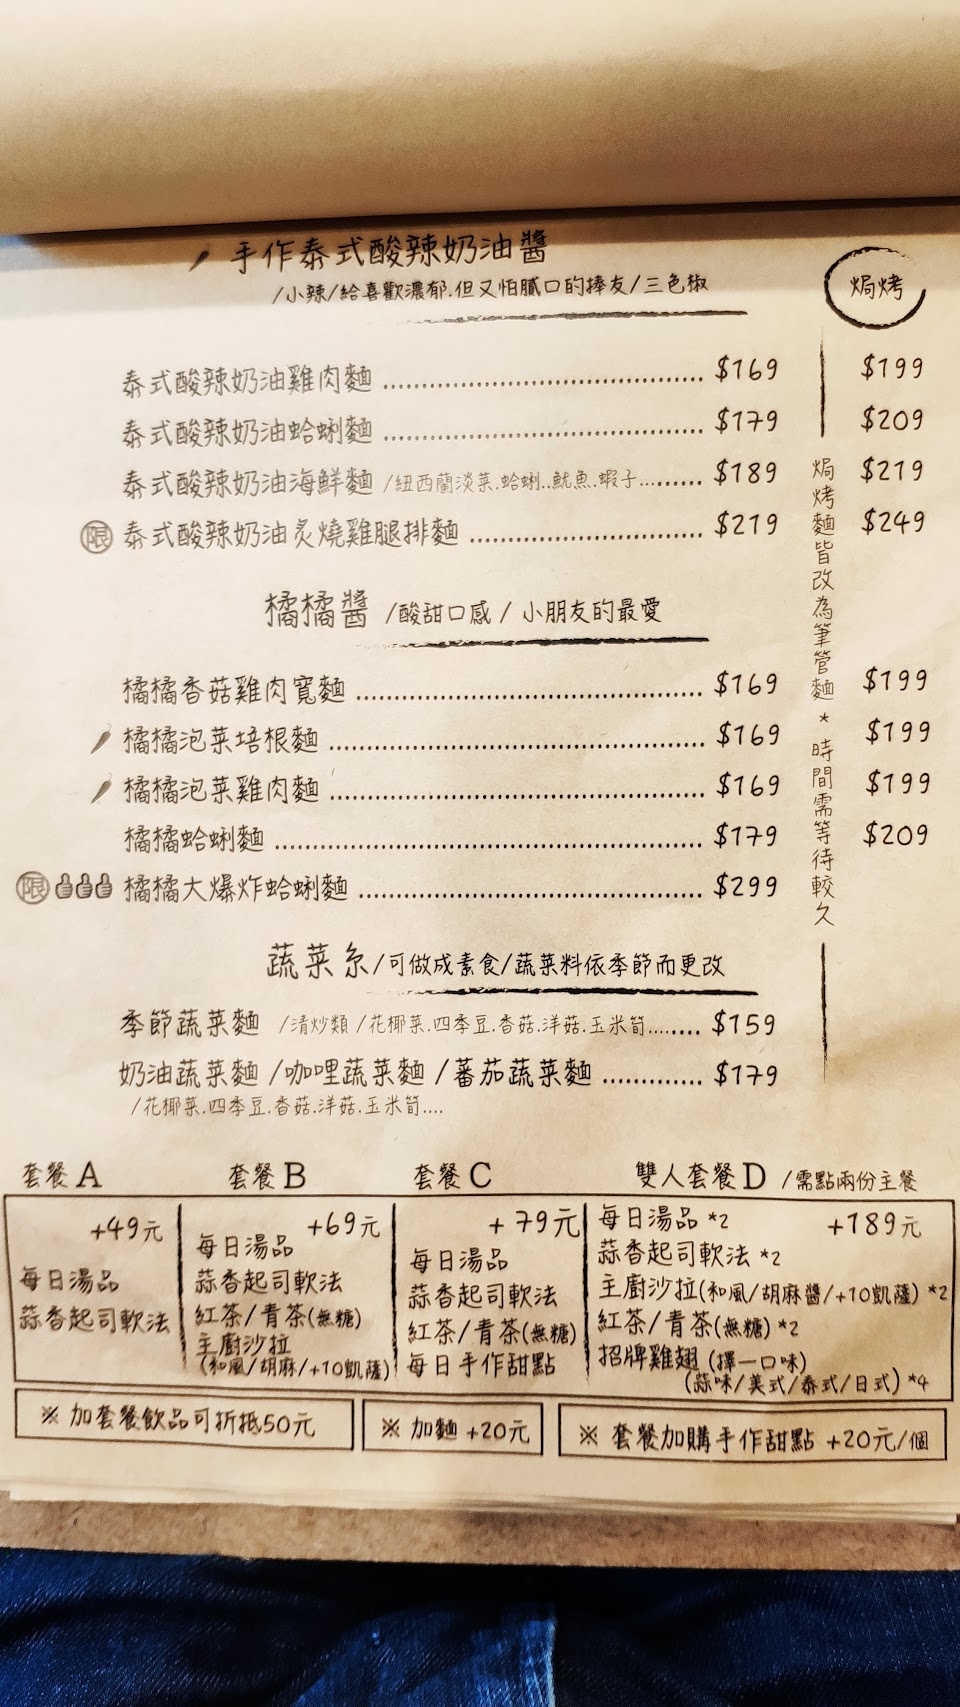 手作泰式酸辣奶油醬
/小辣/給喜歡濃郁.但又怕膩口的捧友/三色椒
焗烤
泰式酸辣奶油雞肉麵 $169 $199
泰式酸辣奶油蛤蜊麵 $179 $209
泰式酸辣奶油海鮮麵 /紐西蘭淡菜.蛤蜊..魷魚.蝦子... $189 $219
限 泰式酸辣奶油炙燒雞腿排麵 $219 $249
焗烤麵皆改為筆管麵 * 時間需等待較久
橘橘醬 /酸甜口感 / 小朋友的最愛
橘橘香菇雞肉寬麵 $169 $199
橘橘泡菜培根麵 $169 $199
橘橘泡菜雞肉麵 $169 $199
橘橘蛤蜊麵 $179 $209
限 橘橘大爆炸蛤蜊麵 $299
蔬菜系/可做成素食/蔬菜料依季節而更改
季節蔬菜麵 /清炒類 /花椰菜.四季豆.香菇.洋菇.玉米筍.... $159
奶油蔬菜麵 /咖哩蔬菜麵 /蕃茄蔬菜麵 $179
/花椰菜.四季豆.香菇.洋菇.玉米筍....
套餐 A
+49元
每日湯品
蒜香起司軟法
套餐 B
+69元
每日湯品
蒜香起司軟法
紅茶/青茶(無糖)
主廚沙拉
(和風/胡麻/+10凱薩)
套餐 C
+79元
每日湯品
蒜香起司軟法
紅茶/青茶(無糖)
每日手作甜點
雙人套餐 D /需點兩份主餐
每日湯品 *2 +189元
蒜香起司軟法 *2
主廚沙拉(和風/胡麻醬/+10凱薩) *2
紅茶/青茶(無糖) *2
招牌雞翅 (擇一口味)
(蒜味/美式/泰式/日式) *4
※ 加套餐飲品可折抵50元
※ 加麵 +20元
※ 套餐加購手作甜點 +20元/個